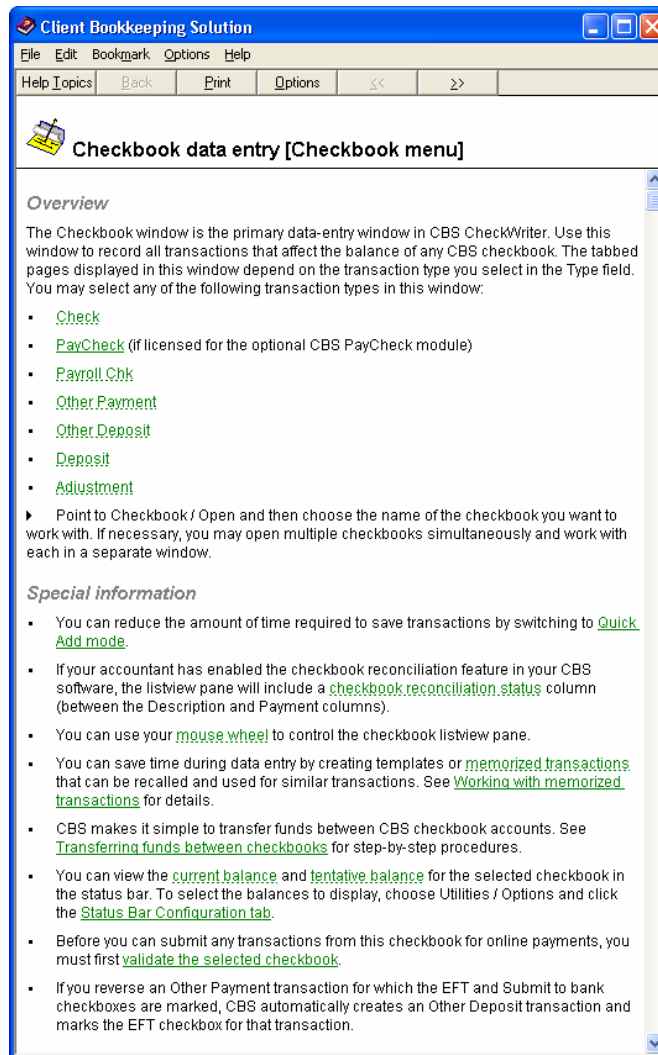 Client Bookkeeping Solution
File Edit Bookmark Options Help
Help Topics Back Print Options << >>
Checkbook data entry [Checkbook menu]
Overview
The Checkbook window is the primary data-entry window in CBS CheckWriter. Use this
window to record all transactions that affect the balance of any CBS checkbook. The tabbed
pages displayed in this window depend on the transaction type you select in the Type field.
You may select any of the following transaction types in this window:
▪ Check
▪ PayCheck (if licensed for the optional CBS PayCheck module)
▪ Payroll Chk
▪ Other Payment
▪ Other Deposit
▪ Deposit
▪ Adjustment
Point to Checkbook / Open and then choose the name of the checkbook you want to
work with. If necessary, you may open multiple checkbooks simultaneously and work with
each in a separate window.
Special information
▪ You can reduce the amount of time required to save transactions by switching to Quick
Add mode.
▪ If your accountant has enabled the checkbook reconciliation feature in your CBS
software, the listview pane will include a checkbook reconciliation status column
(between the Description and Payment columns).
▪ You can use your mouse wheel to control the checkbook listview pane.
▪ You can save time during data entry by creating templates or memorized transactions
that can be recalled and used for similar transactions. See Working with memorized
transactions for details.
▪ CBS makes it simple to transfer funds between CBS checkbook accounts. See
Transferring funds between checkbooks for step-by-step procedures.
▪ You can view the current balance and tentative balance for the selected checkbook in
the status bar. To select the balances to display, choose Utilities / Options and click
the Status Bar Configuration tab.
▪ Before you can submit any transactions from this checkbook for online payments, you
must first validate the selected checkbook.
▪ If you reverse an Other Payment transaction for which the EFT and Submit to bank
checkboxes are marked, CBS automatically creates an Other Deposit transaction and
marks the EFT checkbox for that transaction.